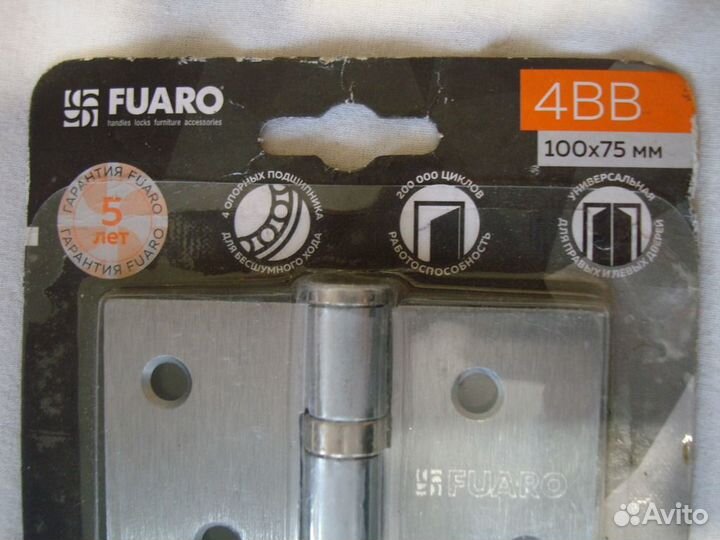 FUARO
handles locks furniture accessories
4BB
100x75 мм
ГАРАНТИЯ FUARO
5
лет
ГАРАНТИЯ FUARO
4 ОПОРНЫХ ПОДШИПНИКА
ДЛЯ БЕСШУМНОГО ХОДА
200 000 ЦИКЛОВ
РАБОТОСПОСОБНОСТЬ
УНИВЕРСАЛЬНАЯ
ДЛЯ ПРАВЫХ И ЛЕВЫХ ДВЕРЕЙ
FUARO
Avito